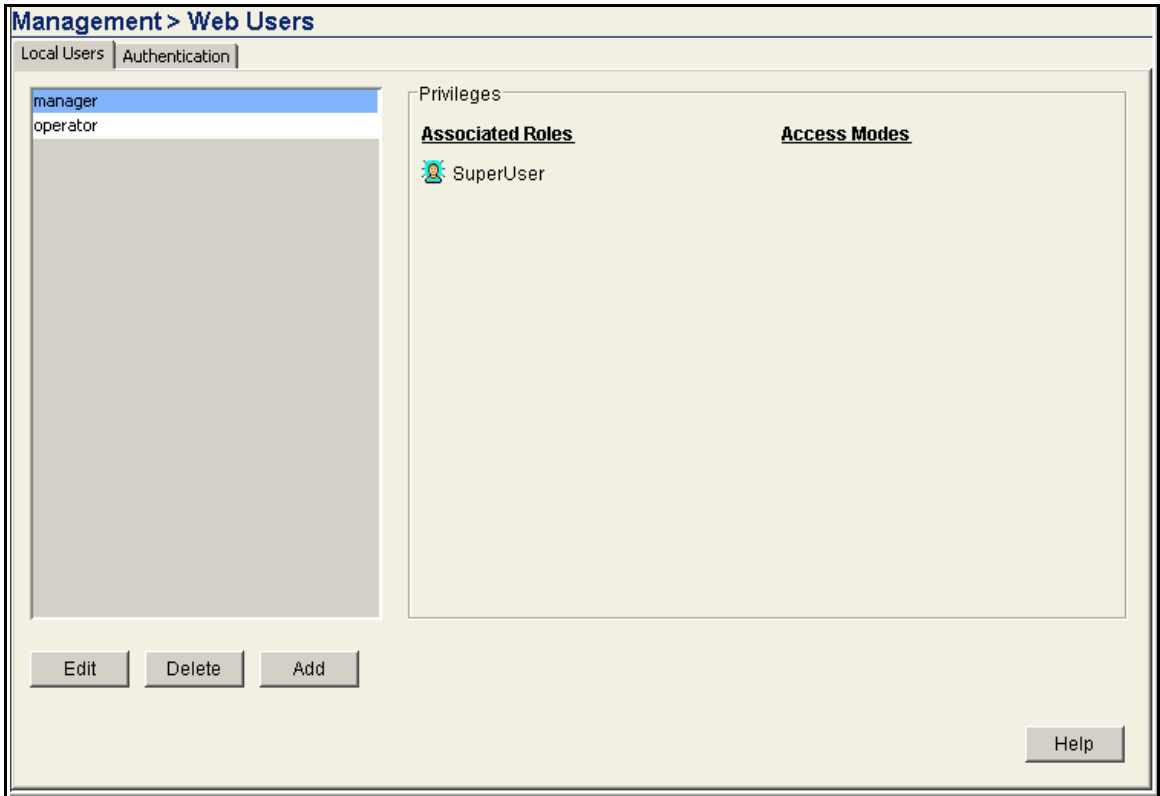 Management > Web Users
Local Users
Authentication
manager
operator
Privileges
Associated Roles
Access Modes
SuperUser
Edit
Delete
Add
Help